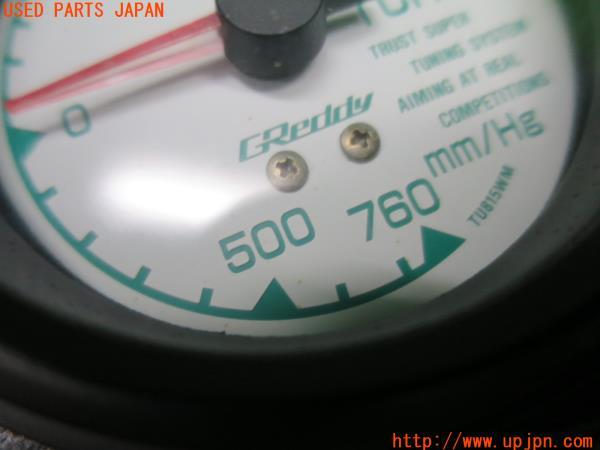 USED PARTS JAPAN
TRUST SUPER
TUNING SYSTEM
AIMING AT REAL
COMPETITIONS
0
GReddy
mm/Hg
500
760
TU815WM
http://www.upjpn.com